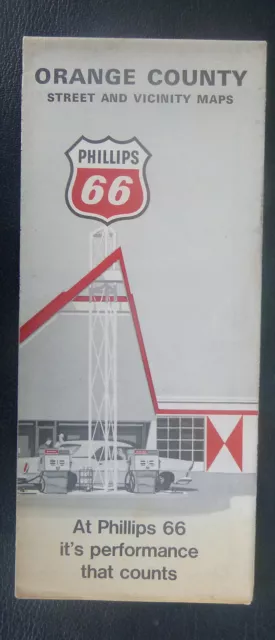 ORANGE COUNTY
STREET AND VICINITY MAPS
PHILLIPS
66
At Phillips 66
it's performance
that counts